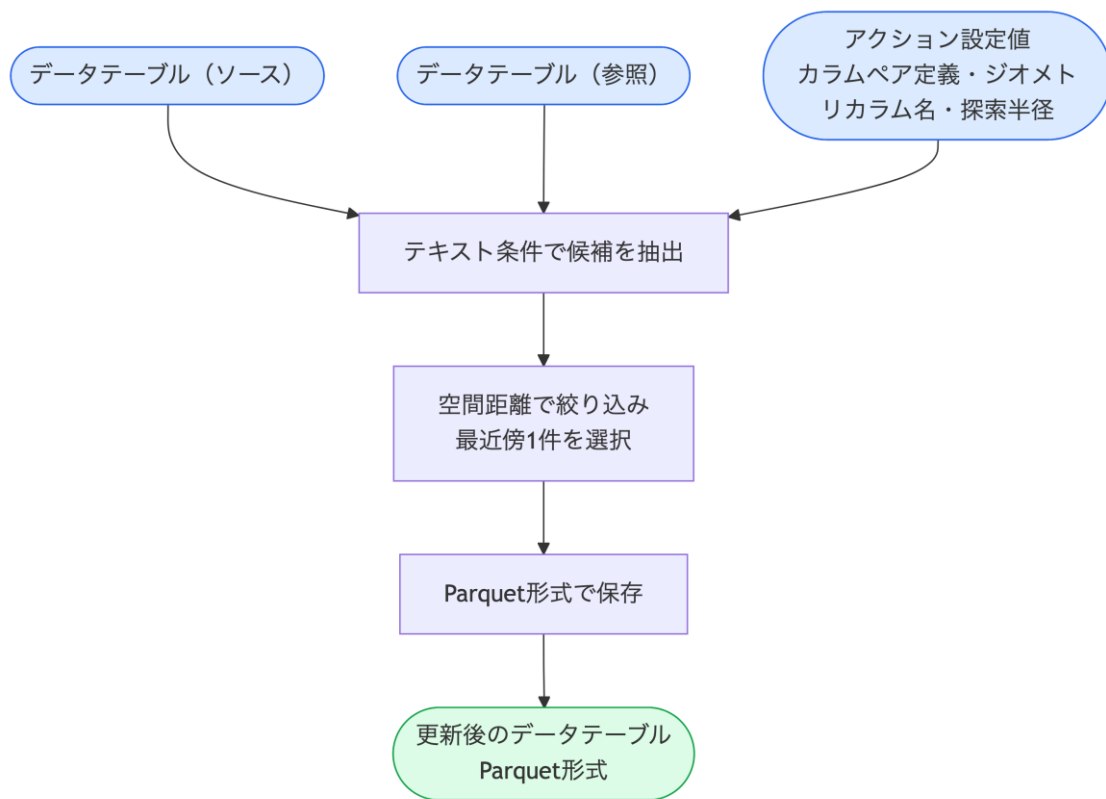 データテーブル（ソース）
データテーブル（参照）
アクション設定値
カラムペア定義・ジオメト
リカラム名・探索半径
テキスト条件で候補を抽出
空間距離で絞り込み
最近傍1件を選択
Parquet形式で保存
更新後のデータテーブル
Parquet形式